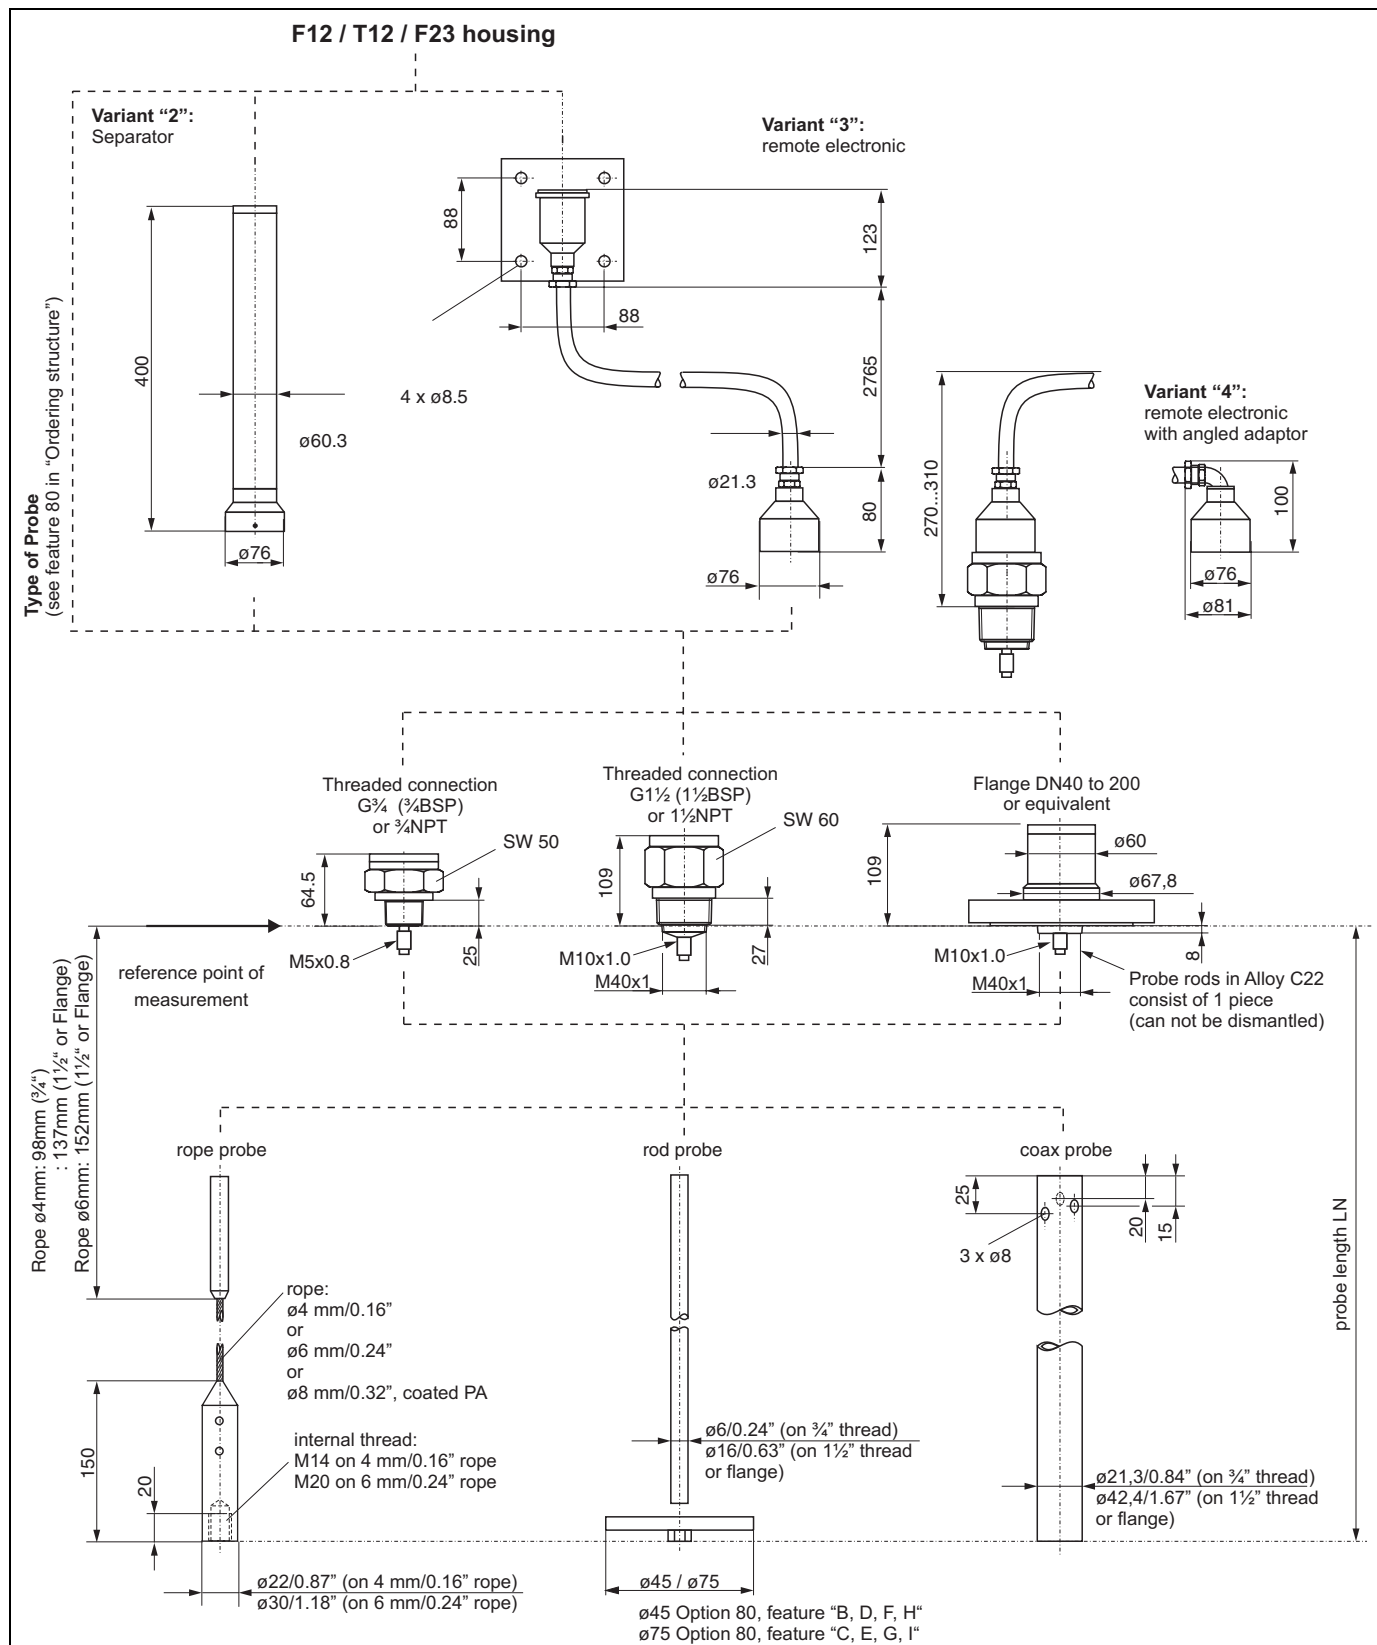 F12 / T12 / F23 housing
Variant “2”:
Separator
Variant “3”:
remote electronic
88
123
400
88
2765
4 x ø8.5
ø60.3
ø21.3
80
270...310
ø76
ø76
Variant “4”:
remote electronic
with angled adaptor
100
ø76
ø81
Type of Probe
(see feature 80 in “Ordering structure”)
Threaded connection
G¾ (¾BSP)
or ¾NPT
SW 50
64.5
M5x0.8
25
Threaded connection
G1½ (1½BSP)
or 1½NPT
SW 60
109
M10x1.0
M40x1
27
Flange DN40 to 200
or equivalent
ø60
109
ø67,8
M10x1.0
M40x1
8
Probe rods in Alloy C22
consist of 1 piece
(can not be dismantled)
reference point of
measurement
Rope ø4mm: 98mm (¾“)
: 137mm (1½“ or Flange)
Rope ø6mm: 152mm (1½“ or Flange)
rope probe
rope:
ø4 mm/0.16”
or
ø6 mm/0.24”
or
ø8 mm/0.32”, coated PA
internal thread:
M14 on 4 mm/0.16” rope
M20 on 6 mm/0.24” rope
150
20
ø22/0.87” (on 4 mm/0.16” rope)
ø30/1.18” (on 6 mm/0.24” rope)
rod probe
ø6/0.24” (on ¾” thread)
ø16/0.63” (on 1½” thread
or flange)
ø45 / ø75
ø45 Option 80, feature “B, D, F, H“
ø75 Option 80, feature “C, E, G, I“
coax probe
25
3 x ø8
20
15
ø21,3/0.84” (on ¾” thread)
ø42,4/1.67” (on 1½” thread
or flange)
probe length LN